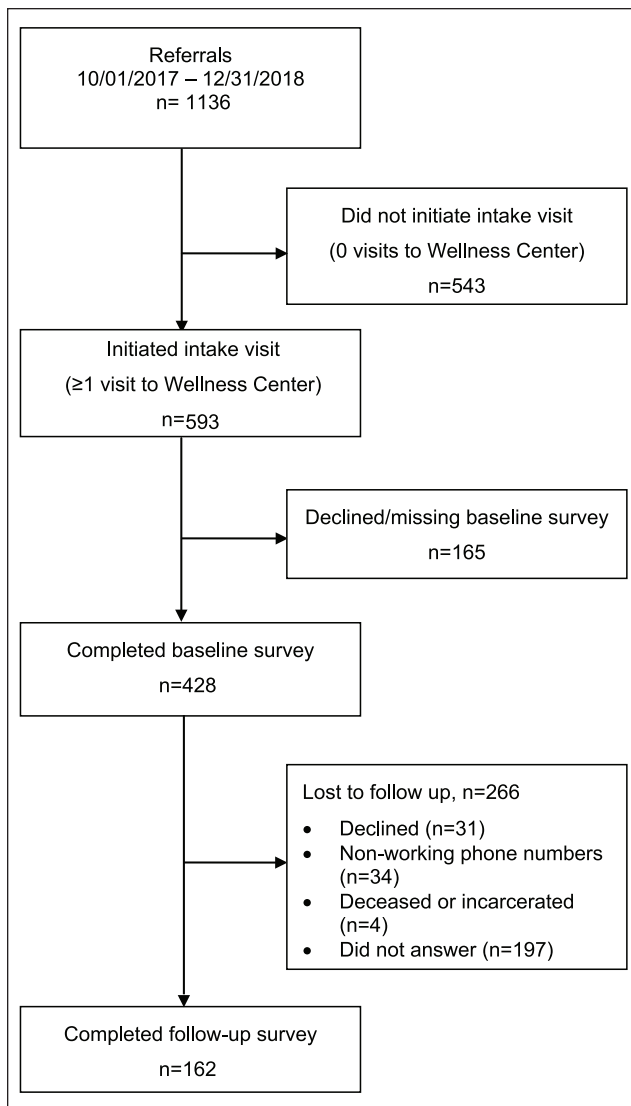 Referrals
10/01/2017 – 12/31/2018
n= 1136
Did not initiate intake visit
(0 visits to Wellness Center)
n=543
Initiated intake visit
(≥1 visit to Wellness Center)
n=593
Declined/missing baseline survey
n=165
Completed baseline survey
n=428
Lost to follow up, n=266
• Declined (n=31)
• Non-working phone numbers
(n=34)
• Deceased or incarcerated
(n=4)
• Did not answer (n=197)
Completed follow-up survey
n=162